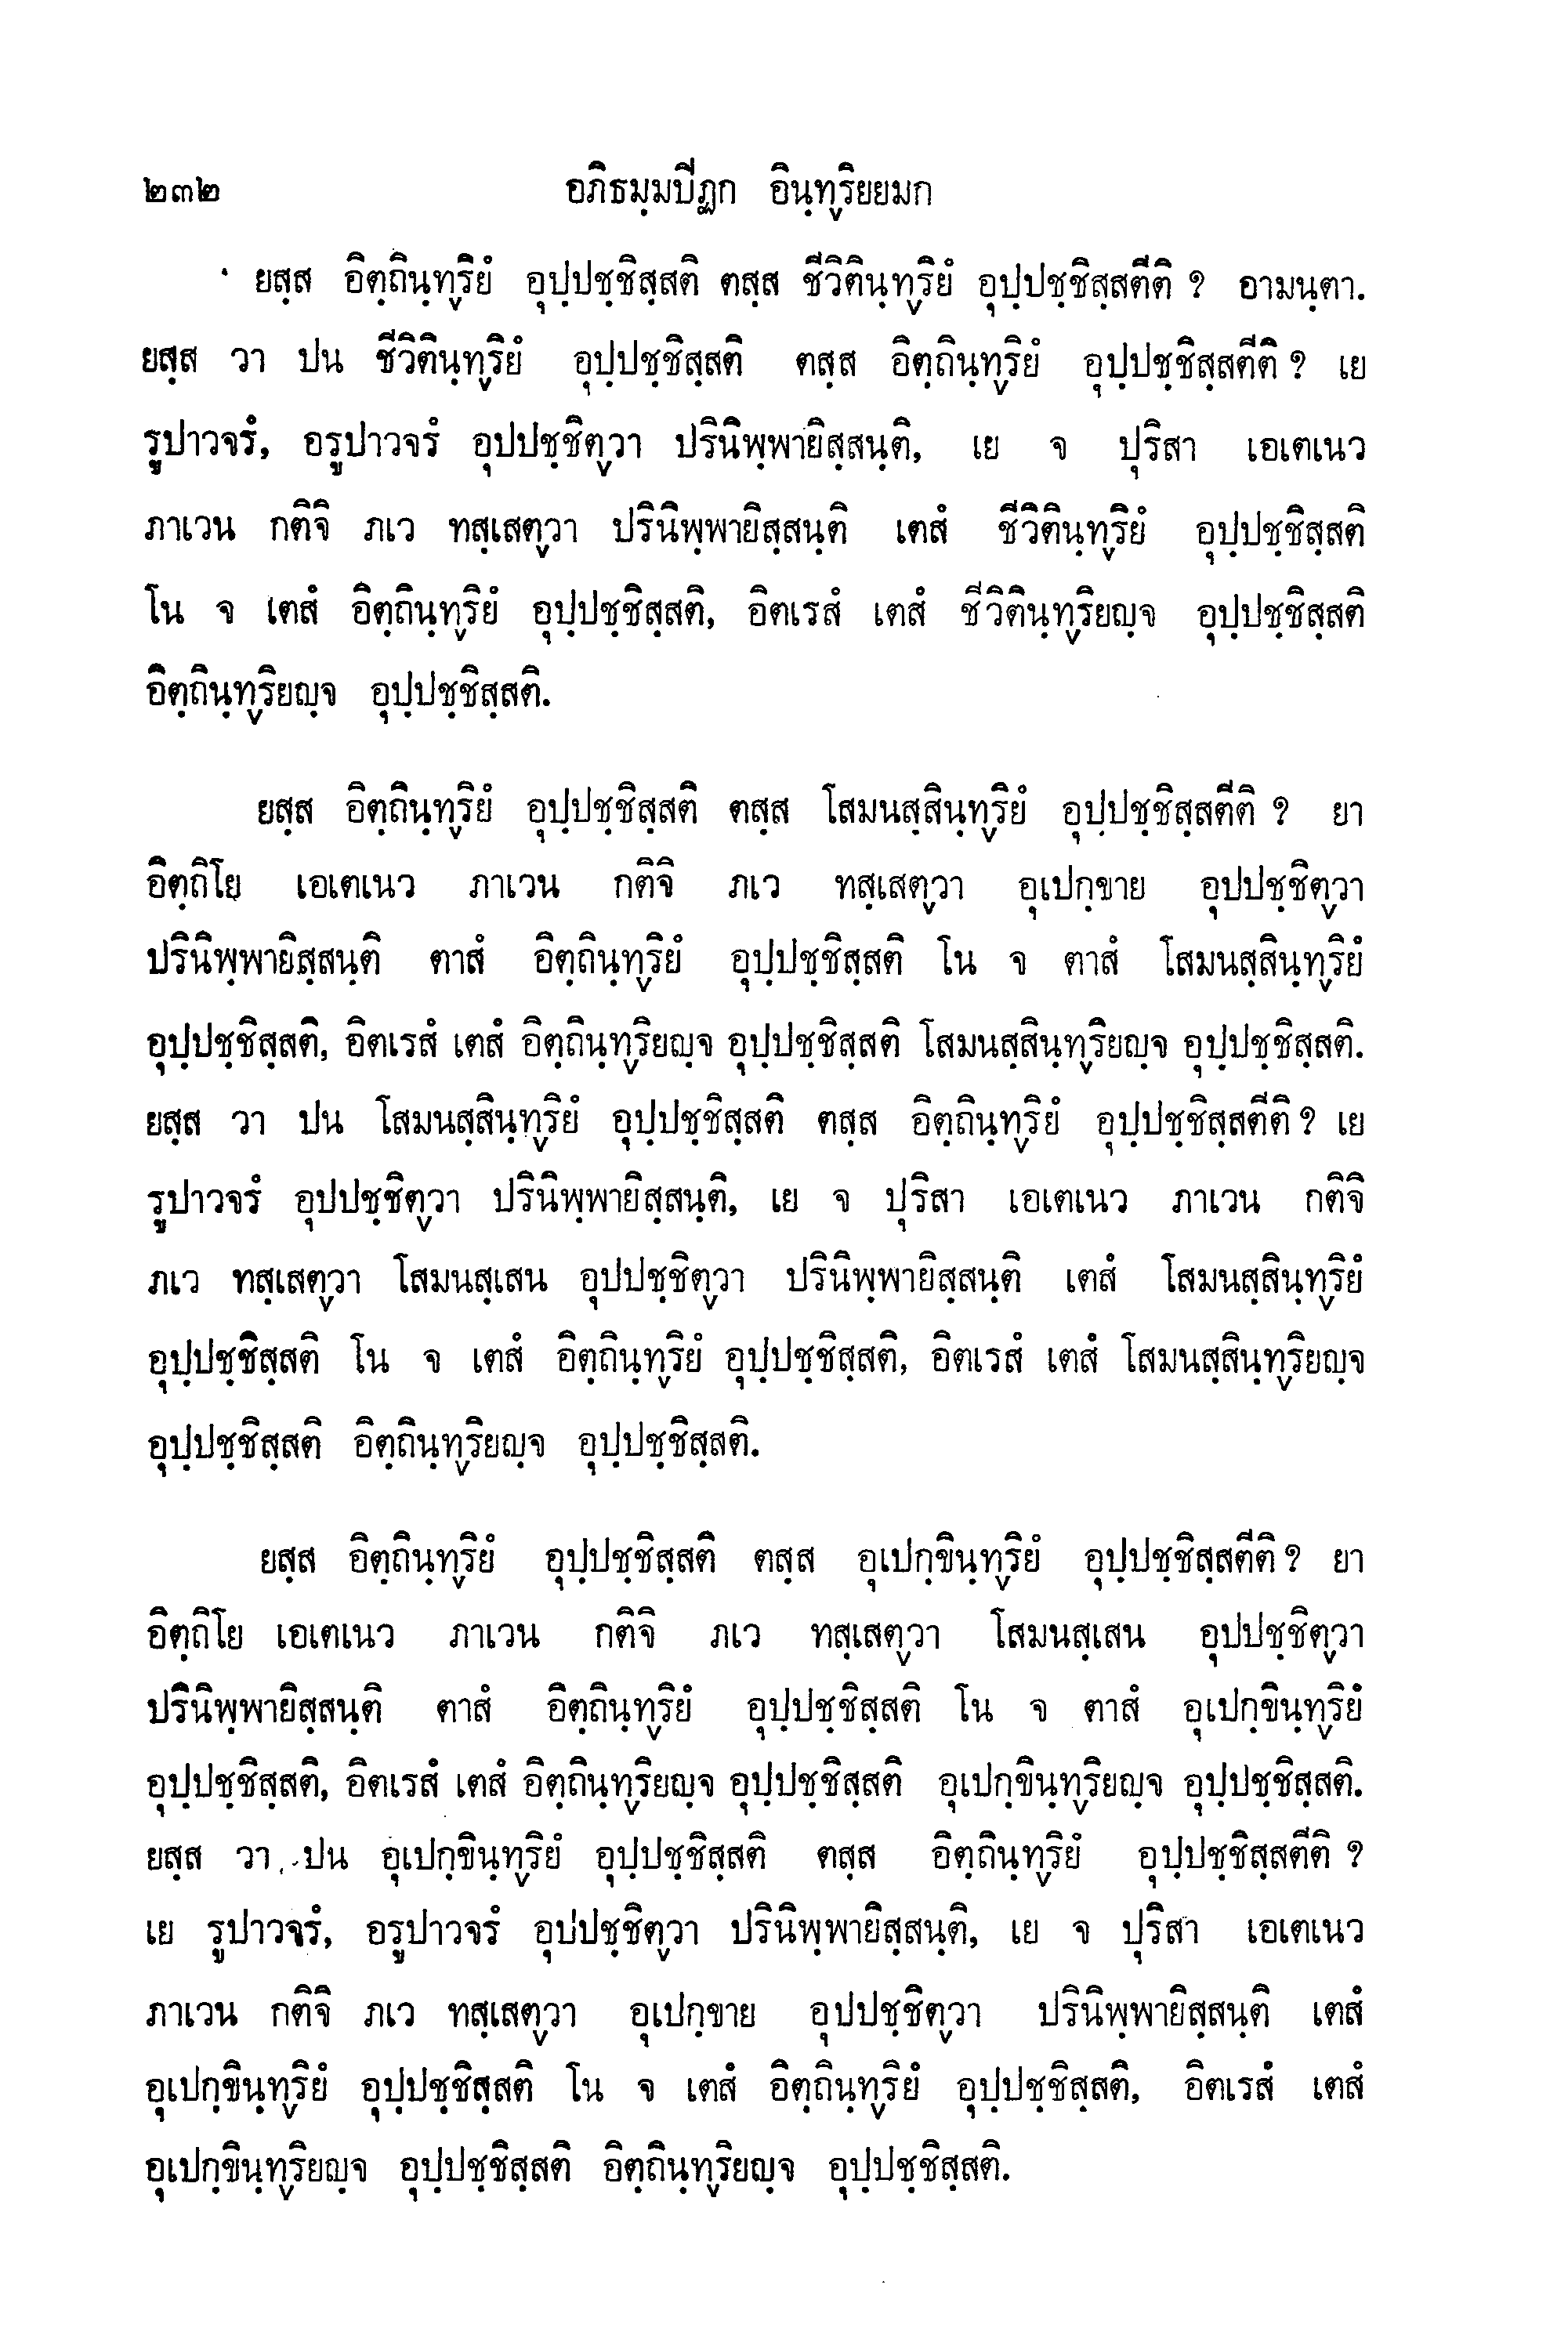 ๒๓๒ อภิธมฺมปีฏก อินฺทฺริยยมก
ยสฺส อิตฺถินฺทฺริยํ อุปฺปชฺชิสฺสติ ตสฺส ชีวิตินฺทฺริยํ อุปฺปชฺชิสฺสตีติ ? อามนฺตา.
ยสฺส วา ปน ชีวิตินฺทฺริยํ อุปฺปชฺชิสฺสติ ตสฺส อิตฺถินฺทฺริยํ อุปฺปชฺชิสฺสตีติ ? เย
รูปาวจรํ, อรูปาวจรํ อุปปชฺชิตฺวา ปรินิพฺพายิสฺสนฺติ, เย จ ปุริสา เอเตเนว
ภาเวน กติจิ ภเว ทสฺเสตฺวา ปรินิพฺพายิสฺสนฺติ เตสํ ชีวิตินฺทฺริยํ อุปฺปชฺชิสฺสติ
โน จ เตสํ อิตฺถินฺทฺริยํ อุปฺปชฺชิสฺสติ, อิตเรสํ เตสํ ชีวิตินฺทฺริยญฺจ อุปฺปชฺชิสฺสติ
อิตฺถินฺทฺริยญฺจ อุปฺปชฺชิสฺสติ.
ยสฺส อิตฺถินฺทฺริยํ อุปฺปชฺชิสฺสติ ตสฺส โสมนสฺสินฺทฺริยํ อุปฺปชฺชิสฺสตีติ ? ยา
อิตฺถิโย เอเตเนว ภาเวน กติจิ ภเว ทสฺเสตฺวา อุเปกฺขาย อุปปชฺชิตฺวา
ปรินิพฺพายิสฺสนฺติ ตาสํ อิตฺถินฺทฺริยํ อุปฺปชฺชิสฺสติ โน จ ตาสํ โสมนสฺสินฺทฺริยํ
อุปฺปชฺชิสฺสติ, อิตเรสํ เตสํ อิตฺถินฺทฺริยญฺจ อุปฺปชฺชิสฺสติ โสมนสฺสินฺทฺริยญฺจ อุปฺปชฺชิสฺสติ.
ยสฺส วา ปน โสมนสฺสินฺทฺริยํ อุปฺปชฺชิสฺสติ ตสฺส อิตฺถินฺทฺริยํ อุปฺปชฺชิสฺสตีติ ? เย
รูปาวจรํ อุปปชฺชิตฺวา ปรินิพฺพายิสฺสนฺติ, เย จ ปุริสา เอเตเนว ภาเวน กติจิ
ภเว ทสฺเสตฺวา โสมนสฺเสน อุปปชฺชิตฺวา ปรินิพฺพายิสฺสนฺติ เตสํ โสมนสฺสินฺทฺริยํ
อุปฺปชฺชิสฺสติ โน จ เตสํ อิตฺถินฺทฺริยํ อุปฺปชฺชิสฺสติ, อิตเรสํ เตสํ โสมนสฺสินฺทฺริยญฺจ
อุปฺปชฺชิสฺสติ อิตฺถินฺทฺริยญฺจ อุปฺปชฺชิสฺสติ.
ยสฺส อิตฺถินฺทฺริยํ อุปฺปชฺชิสฺสติ ตสฺส อุเปกฺขินฺทฺริยํ อุปฺปชฺชิสฺสตีติ ? ยา
อิตฺถิโย เอเตเนว ภาเวน กติจิ ภเว ทสฺเสตฺวา โสมนสฺเสน อุปปชฺชิตฺวา
ปรินิพฺพายิสฺสนฺติ ตาสํ อิตฺถินฺทฺริยํ อุปฺปชฺชิสฺสติ โน จ ตาสํ อุเปกฺขินฺทฺริยํ
อุปฺปชฺชิสฺสติ, อิตเรสํ เตสํ อิตฺถินฺทฺริยญฺจ อุปฺปชฺชิสฺสติ อุเปกฺขินฺทฺริยญฺจ อุปฺปชฺชิสฺสติ.
ยสฺส วา ปน อุเปกฺขินฺทฺริยํ อุปฺปชฺชิสฺสติ ตสฺส อิตฺถินฺทฺริยํ อุปฺปชฺชิสฺสตีติ ?
เย รูปาวจรํ, อรูปาวจรํ อุปปชฺชิตฺวา ปรินิพฺพายิสฺสนฺติ, เย จ ปุริสา เอเตเนว
ภาเวน กติจิ ภเว ทสฺเสตฺวา อุเปกฺขาย อุปปชฺชิตฺวา ปรินิพฺพายิสฺสนฺติ เตสํ
อุเปกฺขินฺทฺริยํ อุปฺปชฺชิสฺสติ โน จ เตสํ อิตฺถินฺทฺริยํ อุปฺปชฺชิสฺสติ, อิตเรสํ เตสํ
อุเปกฺขินฺทฺริยญฺจ อุปฺปชฺชิสฺสติ อิตฺถินฺทฺริยญฺจ อุปฺปชฺชิสฺสติ.